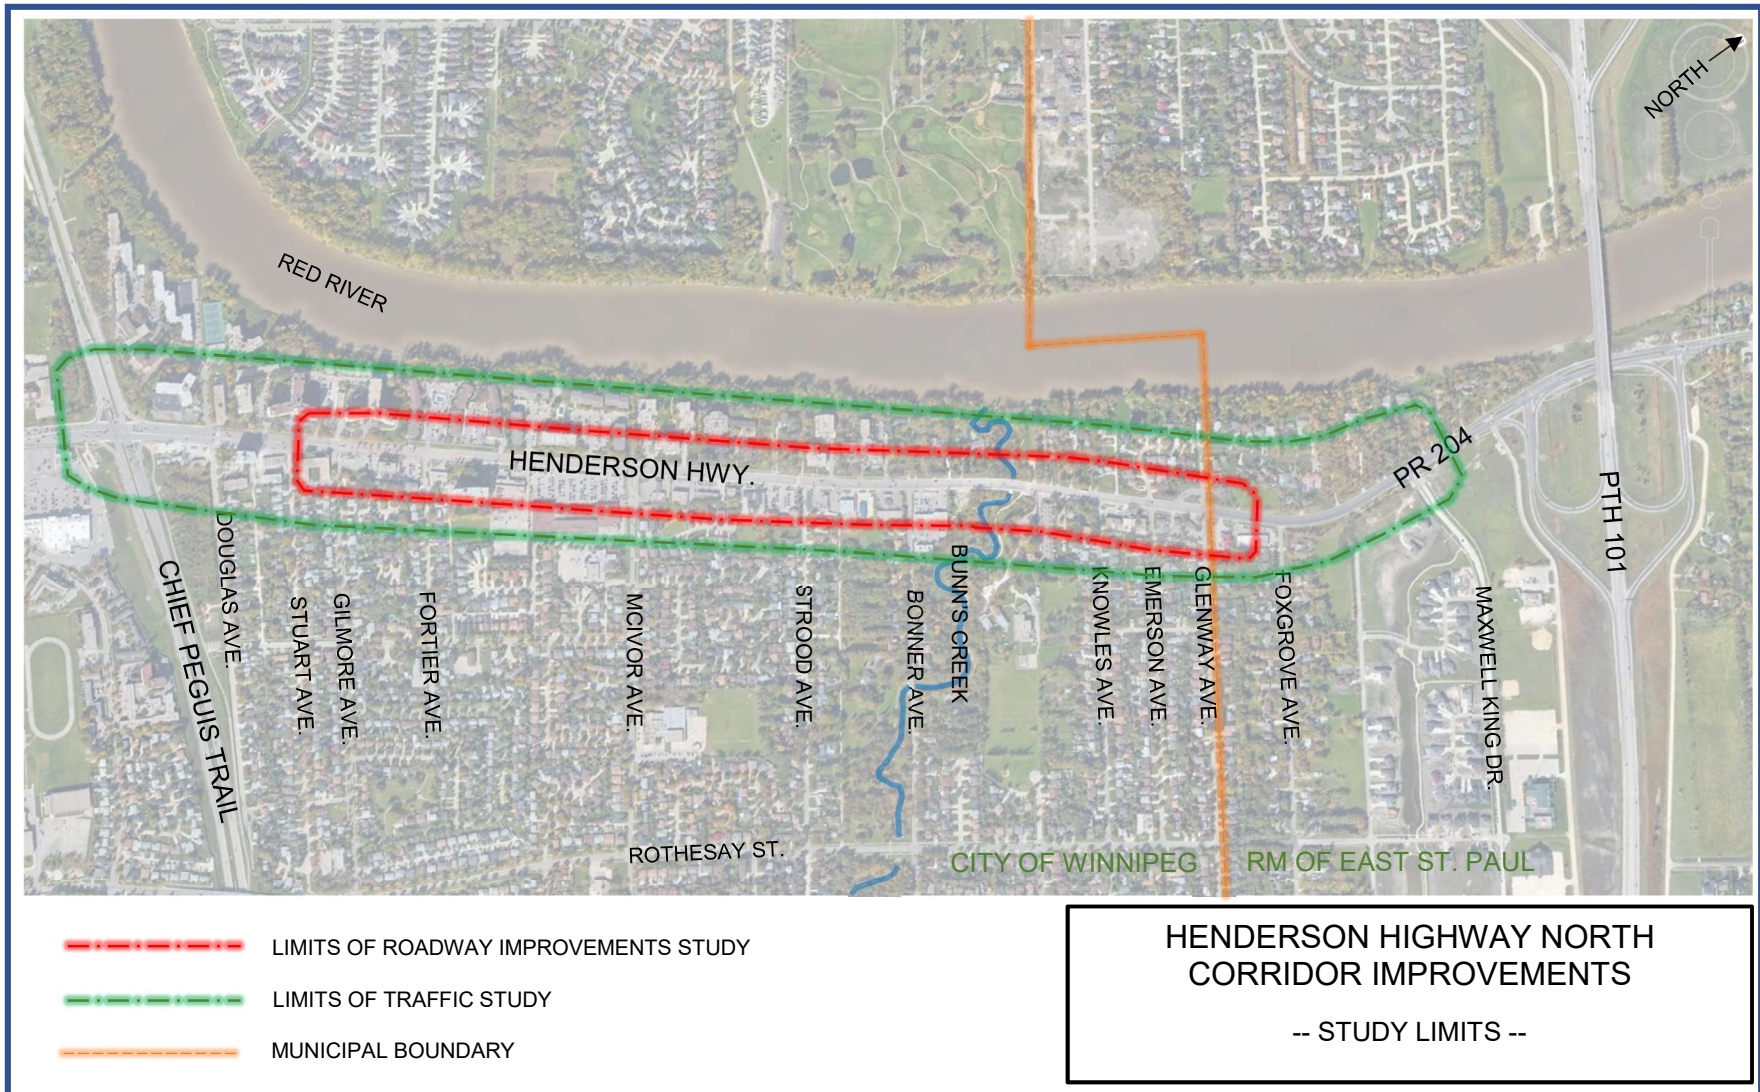 NORTH
RED RIVER
HENDERSON HWY.
PR 204
PTH 101
CHIEF PEGUIS TRAIL
DOUGLAS AVE.
STUART AVE.
GILMORE AVE.
FORTIER AVE.
MCIVOR AVE.
STROOD AVE.
BONNER AVE.
BUNN'S CREEK
KNOWLES AVE.
EMERSON AVE.
GLENWAY AVE.
FOXGROVE AVE.
MAXWELL KING DR.
ROTHESAY ST.
CITY OF WINNIPEG
RM OF EAST ST. PAUL
LIMITS OF ROADWAY IMPROVEMENTS STUDY
LIMITS OF TRAFFIC STUDY
MUNICIPAL BOUNDARY
HENDERSON HIGHWAY NORTH
CORRIDOR IMPROVEMENTS
-- STUDY LIMITS --